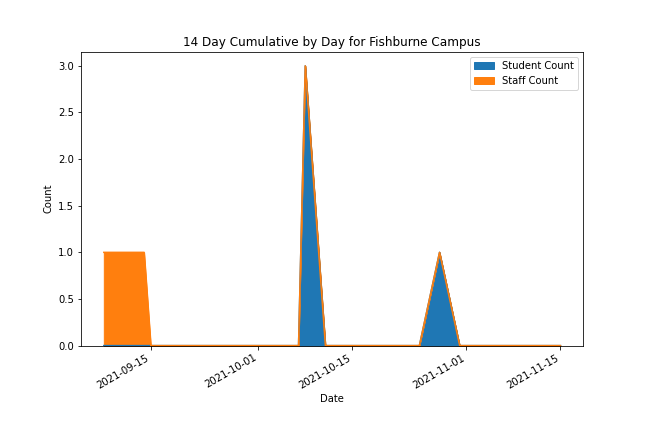 14 Day Cumulative by Day for Fishburne Campus
Student Count
Staff Count
3.0
2.5
2.0
1.5
1.0
0.5
0.0
Count
2021-09-15
2021-10-01
2021-10-15
2021-11-01
2021-11-15
Date